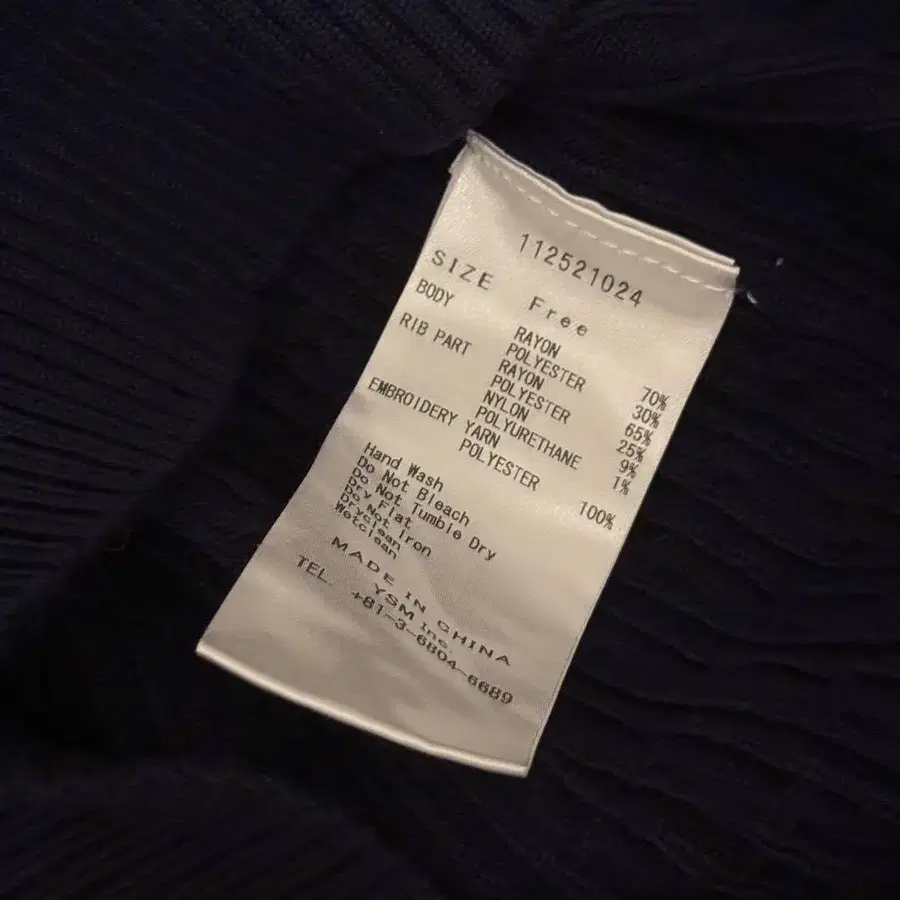 112521024
SIZE Free
BODY RAYON 70%
POLYESTER 30%
RIB PART RAYON 65%
POLYESTER 25%
NYLON 9%
POLYURETHANE 1%
EMBROIDERY YARN
POLYESTER 100%
Hand Wash
Do Not Bleach
Do Not Tumble Dry
Dry Flat
Do Not Iron
Dryclean
Wetclean
MADE IN CHINA
YSM Inc.
TEL. +81-3-6804-6689